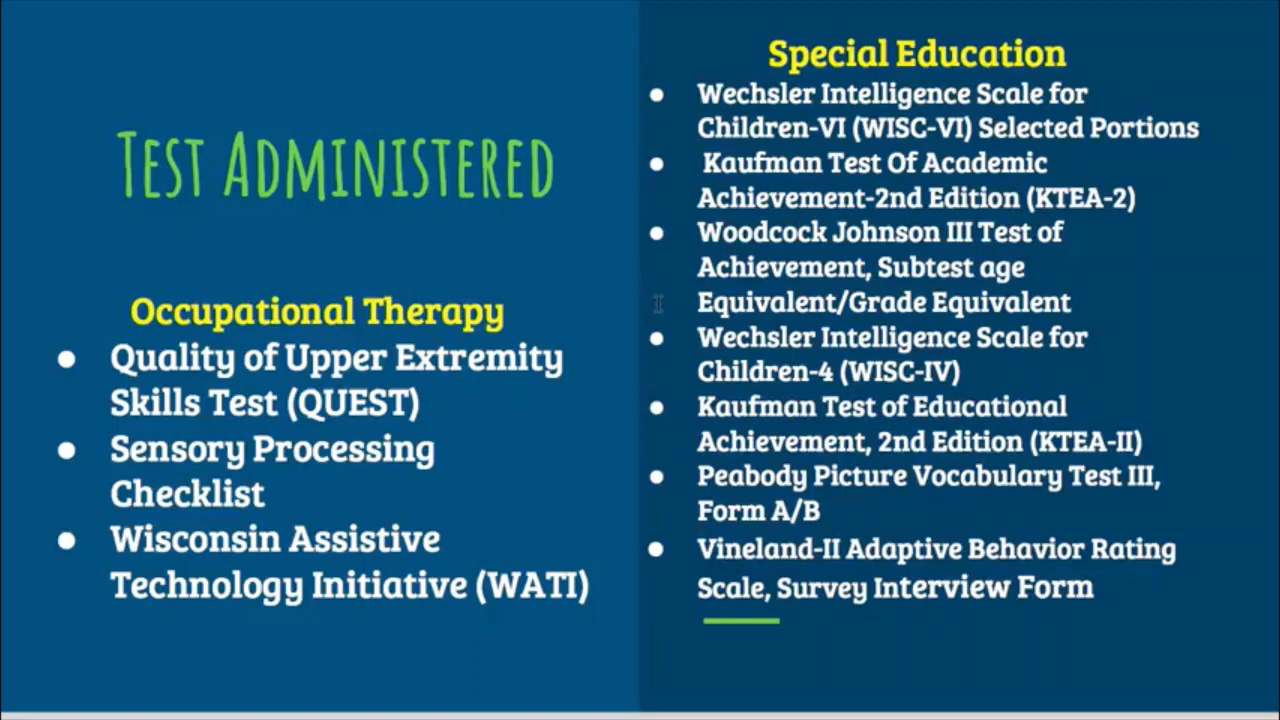 Test Administered
Occupational Therapy
● Quality of Upper Extremity
Skills Test (QUEST)
● Sensory Processing
Checklist
● Wisconsin Assistive
Technology Initiative (WATI)
Special Education
● Wechsler Intelligence Scale for
Children-VI (WISC-VI) Selected Portions
● Kaufman Test Of Academic
Achievement-2nd Edition (KTEA-2)
● Woodcock Johnson III Test of
Achievement, Subtest age
Equivalent/Grade Equivalent
● Wechsler Intelligence Scale for
Children-4 (WISC-IV)
● Kaufman Test of Educational
Achievement, 2nd Edition (KTEA-II)
● Peabody Picture Vocabulary Test III,
Form A/B
● Vineland-II Adaptive Behavior Rating
Scale, Survey Interview Form